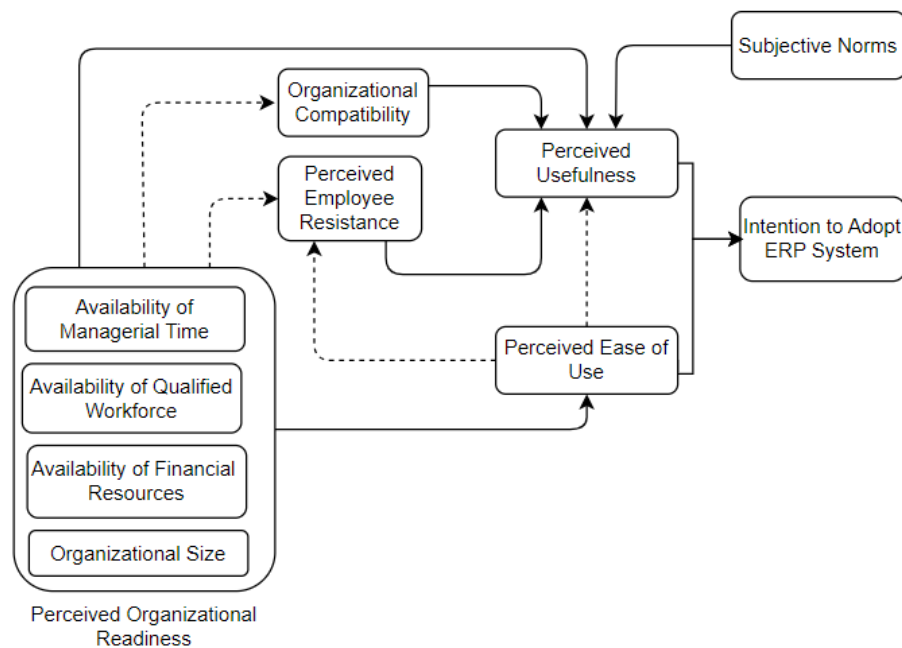 Subjective Norms
Organizational
Compatibility
Perceived
Usefulness
Perceived
Employee
Resistance
Intention to Adopt
ERP System
Availability of
Managerial Time
Perceived Ease of
Use
Availability of Qualified
Workforce
Availability of Financial
Resources
Organizational Size
Perceived Organizational
Readiness